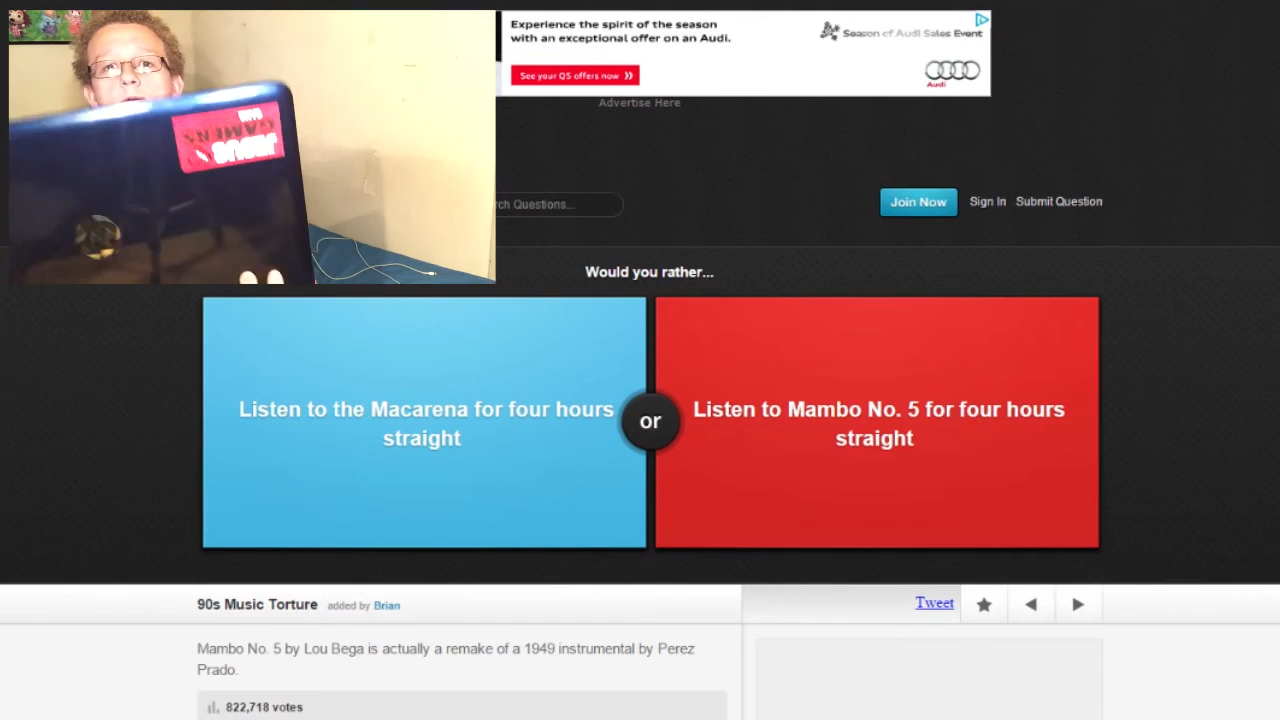 Experience the spirit of the season
with an exceptional offer on an Audi.
Season of Audi Sales Event
See your Q5 offers now
Audi
Advertise Here
rch Questions...
Join Now
Sign In
Submit Question
Would you rather...
Listen to the Macarena for four hours
straight
or
Listen to Mambo No. 5 for four hours
straight
90s Music Torture added by Brian
Tweet
Mambo No. 5 by Lou Bega is actually a remake of a 1949 instrumental by Perez
Prado.
822,718 votes